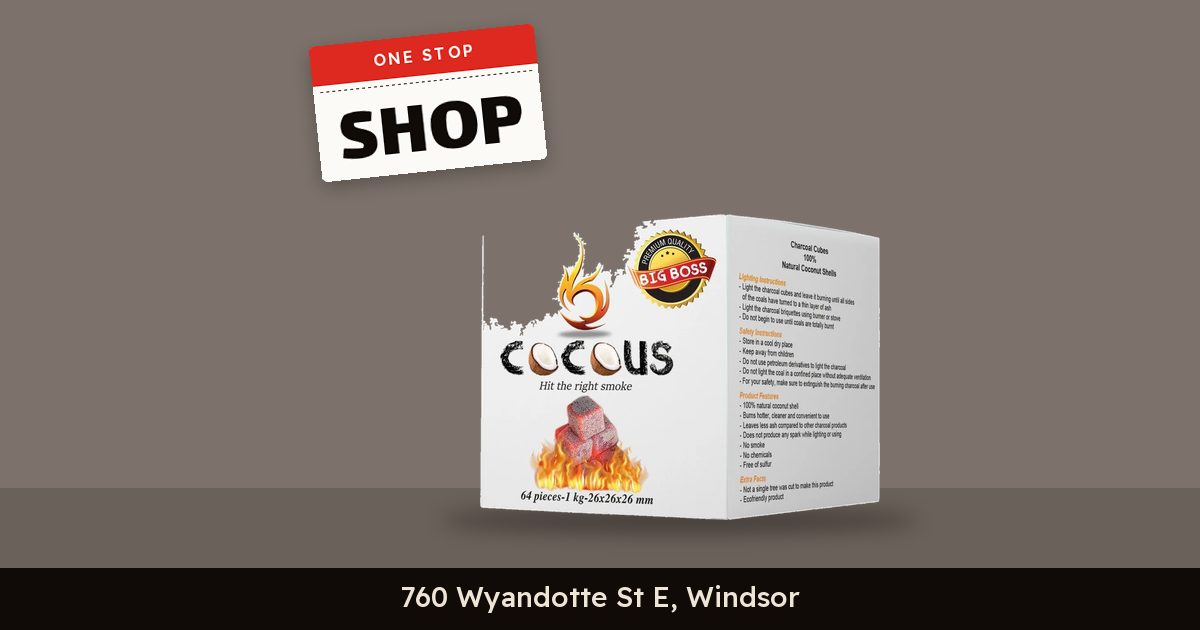 ONE STOP
SHOP
PREMIUM QUALITY
BIG BOSS
COCOUS
Hit the right smoke
64 pieces-1 kg-26x26x26 mm
Charcoal Cubes
100%
Natural Coconut Shells
Lighting Instructions
- Light the charcoal cubes and leave it burning until all sides
of the coals have turned to a thin layer of ash
- Light the charcoal briquettes using burner or stove
- Do not begin to use until coals are totally burnt
Safety Instructions
- Store in a cool dry place
- Keep away from children
- Do not use petroleum derivatives to light the charcoal
- Do not light the coal in a confined place without adequate ventilation
- For your safety, make sure to extinguish the burning charcoal after use
Product Features
- 100% natural coconut shell
- Burns hotter, cleaner and convenient to use
- Leaves less ash compared to other charcoal products
- Does not produce any spark while lighting or using
- No smoke
- No chemicals
- Free of sulfur
Extra Facts
- Not a single tree was cut to make this product
- Ecofriendly product
760 Wyandotte St E, Windsor